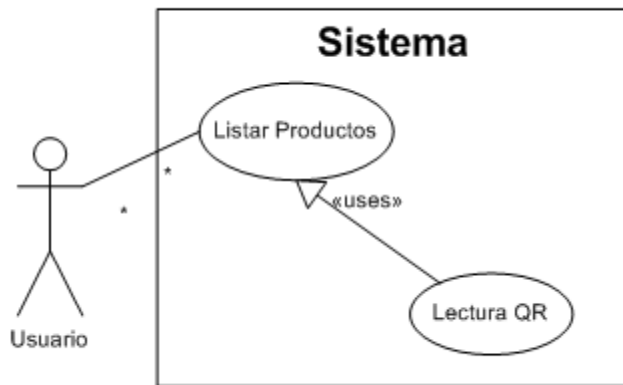 Sistema
Listar Productos
*
*
«uses»
Lectura QR
Usuario